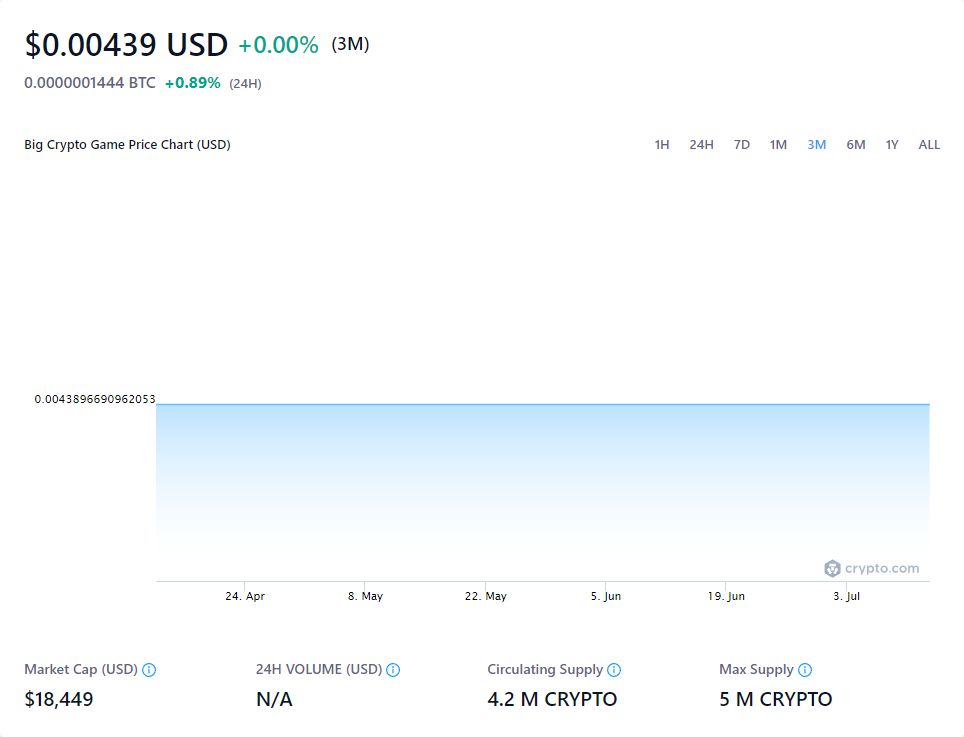 $0.00439 USD +0.00% (3M)
0.0000001444 BTC +0.89% (24H)
Big Crypto Game Price Chart (USD) 1H 24H 7D 1M 3M 6M 1Y ALL
0.0043896690962053
crypto.com
24. Apr 8. May 22. May 5. Jun 19. Jun 3. Jul
Market Cap (USD) 24H VOLUME (USD) Circulating Supply Max Supply
$18,449 N/A 4.2 M CRYPTO 5 M CRYPTO